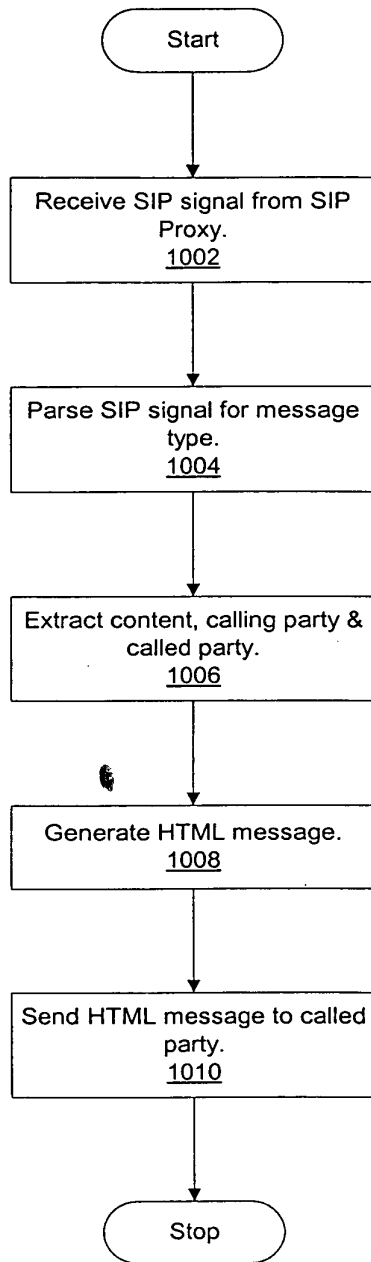 Start
Receive SIP signal from SIP
Proxy.
1002
Parse SIP signal for message
type.
1004
Extract content, calling party &
called party.
1006
Generate HTML message.
1008
Send HTML message to called
party.
1010
Stop